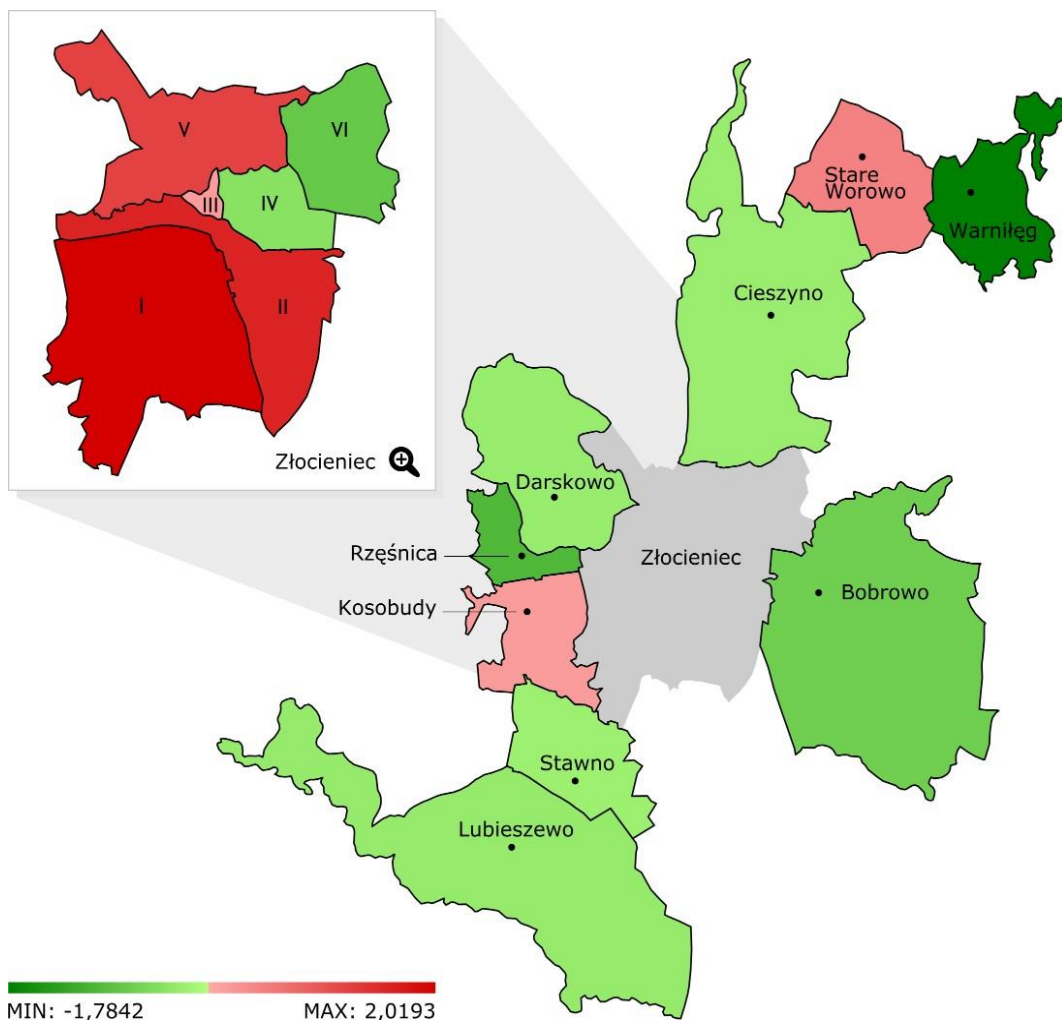 V
VI
III
IV
I
II
Złocieniec
Stare
Worowo
Warniłęg
Cieszyno
Darskowo
Rzęśnica
Złocieniec
Kosobudy
Bobrowo
Stawno
Lubieszewo
MIN: -1,7842
MAX: 2,0193